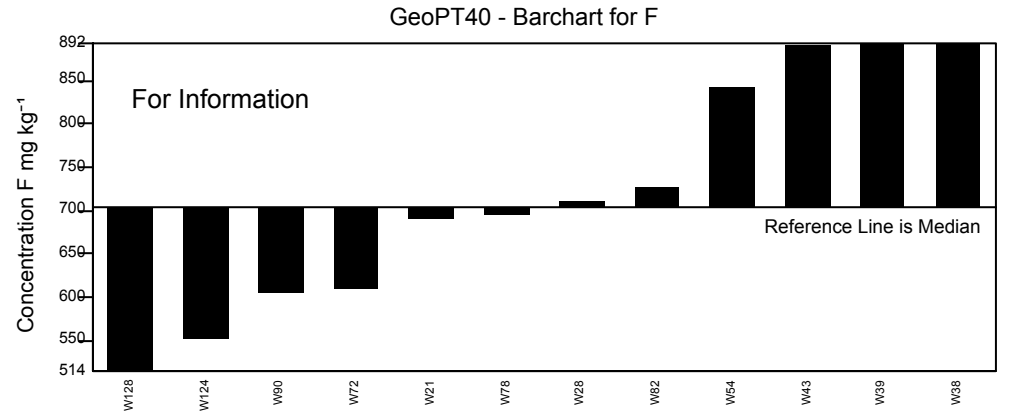 GeoPT40 - Barchart for F
Concentration F mg kg⁻¹
892
850
800
750
700
650
600
550
514
For Information
Reference Line is Median
W128
W124
W90
W72
W21
W78
W28
W82
W54
W43
W39
W38